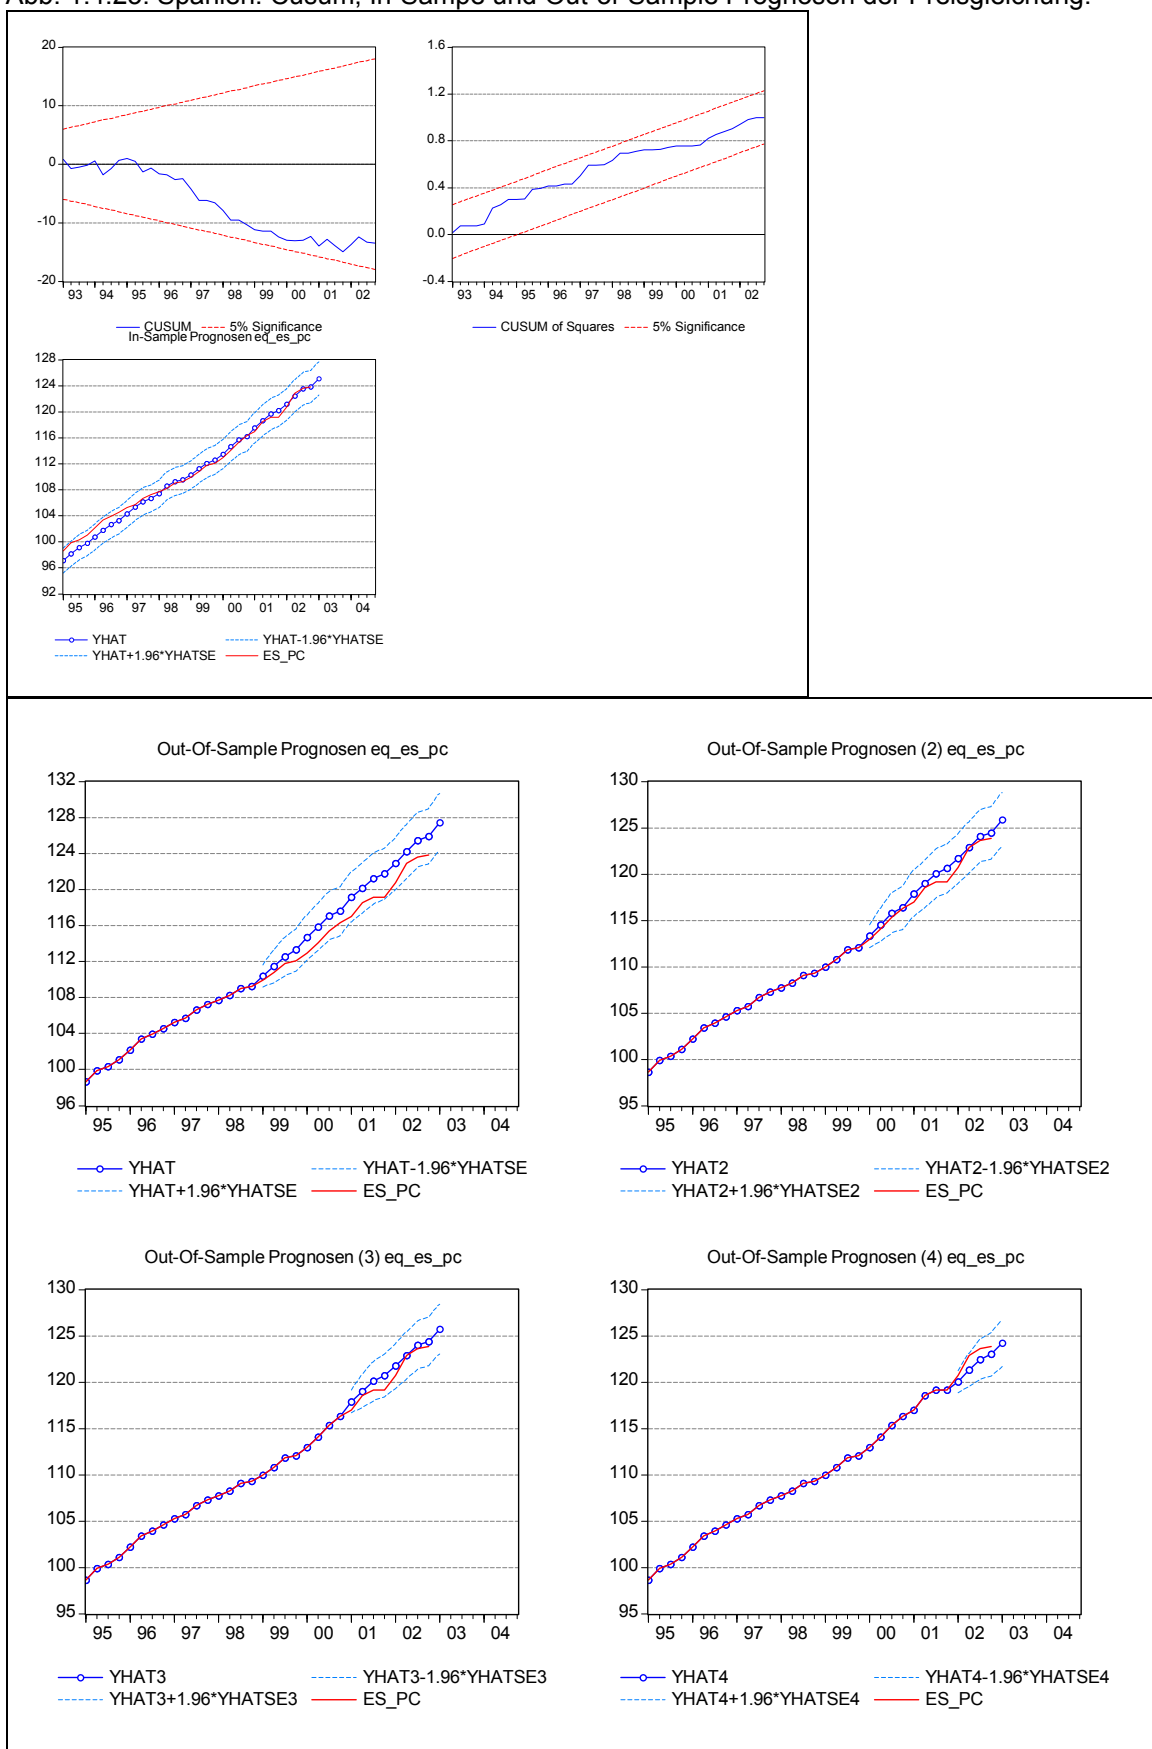 Abb. 1.4.25: Spanien: Cusum, In-Sampe und Out-of-Sample Prognosen der Preisgleichung.
20
10
0
-10
-20
93 94 95 96 97 98 99 00 01 02
CUSUM 5% Significance
1.6
1.2
0.8
0.4
0.0
-0.4
93 94 95 96 97 98 99 00 01 02
CUSUM of Squares 5% Significance
In-Sample Prognosen eq_es_pc
128
124
120
116
112
108
104
100
96
92
95 96 97 98 99 00 01 02 03 04
YHAT YHAT-1.96*YHATSE
YHAT+1.96*YHATSE ES_PC
Out-Of-Sample Prognosen eq_es_pc
132
128
124
120
116
112
108
104
100
96
95 96 97 98 99 00 01 02 03 04
YHAT YHAT-1.96*YHATSE
YHAT+1.96*YHATSE ES_PC
Out-Of-Sample Prognosen (2) eq_es_pc
130
125
120
115
110
105
100
95
95 96 97 98 99 00 01 02 03 04
YHAT2 YHAT2-1.96*YHATSE2
YHAT2+1.96*YHATSE2 ES_PC
Out-Of-Sample Prognosen (3) eq_es_pc
130
125
120
115
110
105
100
95
95 96 97 98 99 00 01 02 03 04
YHAT3 YHAT3-1.96*YHATSE3
YHAT3+1.96*YHATSE3 ES_PC
Out-Of-Sample Prognosen (4) eq_es_pc
130
125
120
115
110
105
100
95
95 96 97 98 99 00 01 02 03 04
YHAT4 YHAT4-1.96*YHATSE4
YHAT4+1.96*YHATSE4 ES_PC